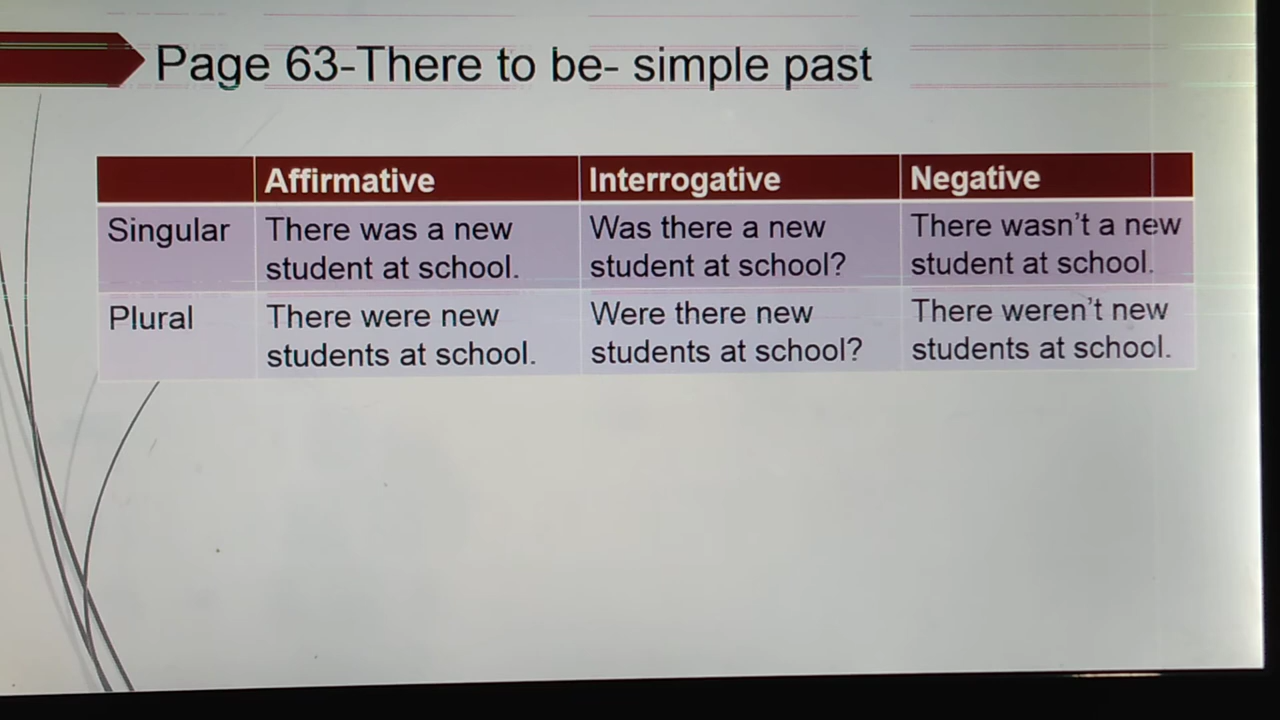 Page 63-There to be- simple past
Affirmative Interrogative Negative
Singular There was a new Was there a new There wasn't a new
student at school. student at school? student at school.
Plural There were new Were there new There weren't new
students at school. students at school? students at school.